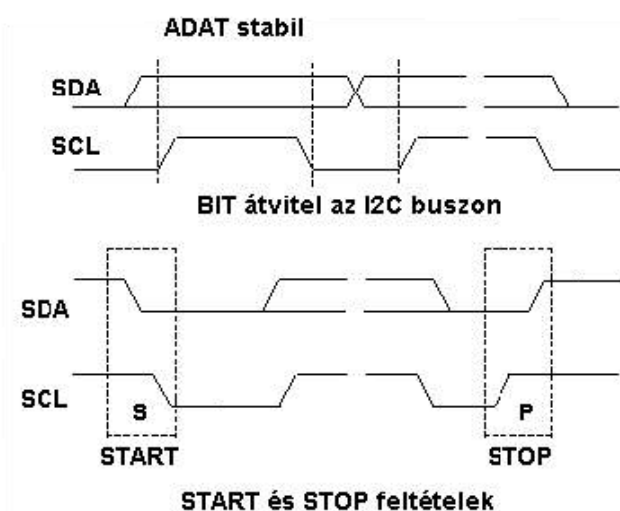 ADAT stabil
SDA
SCL
BIT átvitel az I2C buszon
SDA
SCL
S P
START STOP
START és STOP feltételek